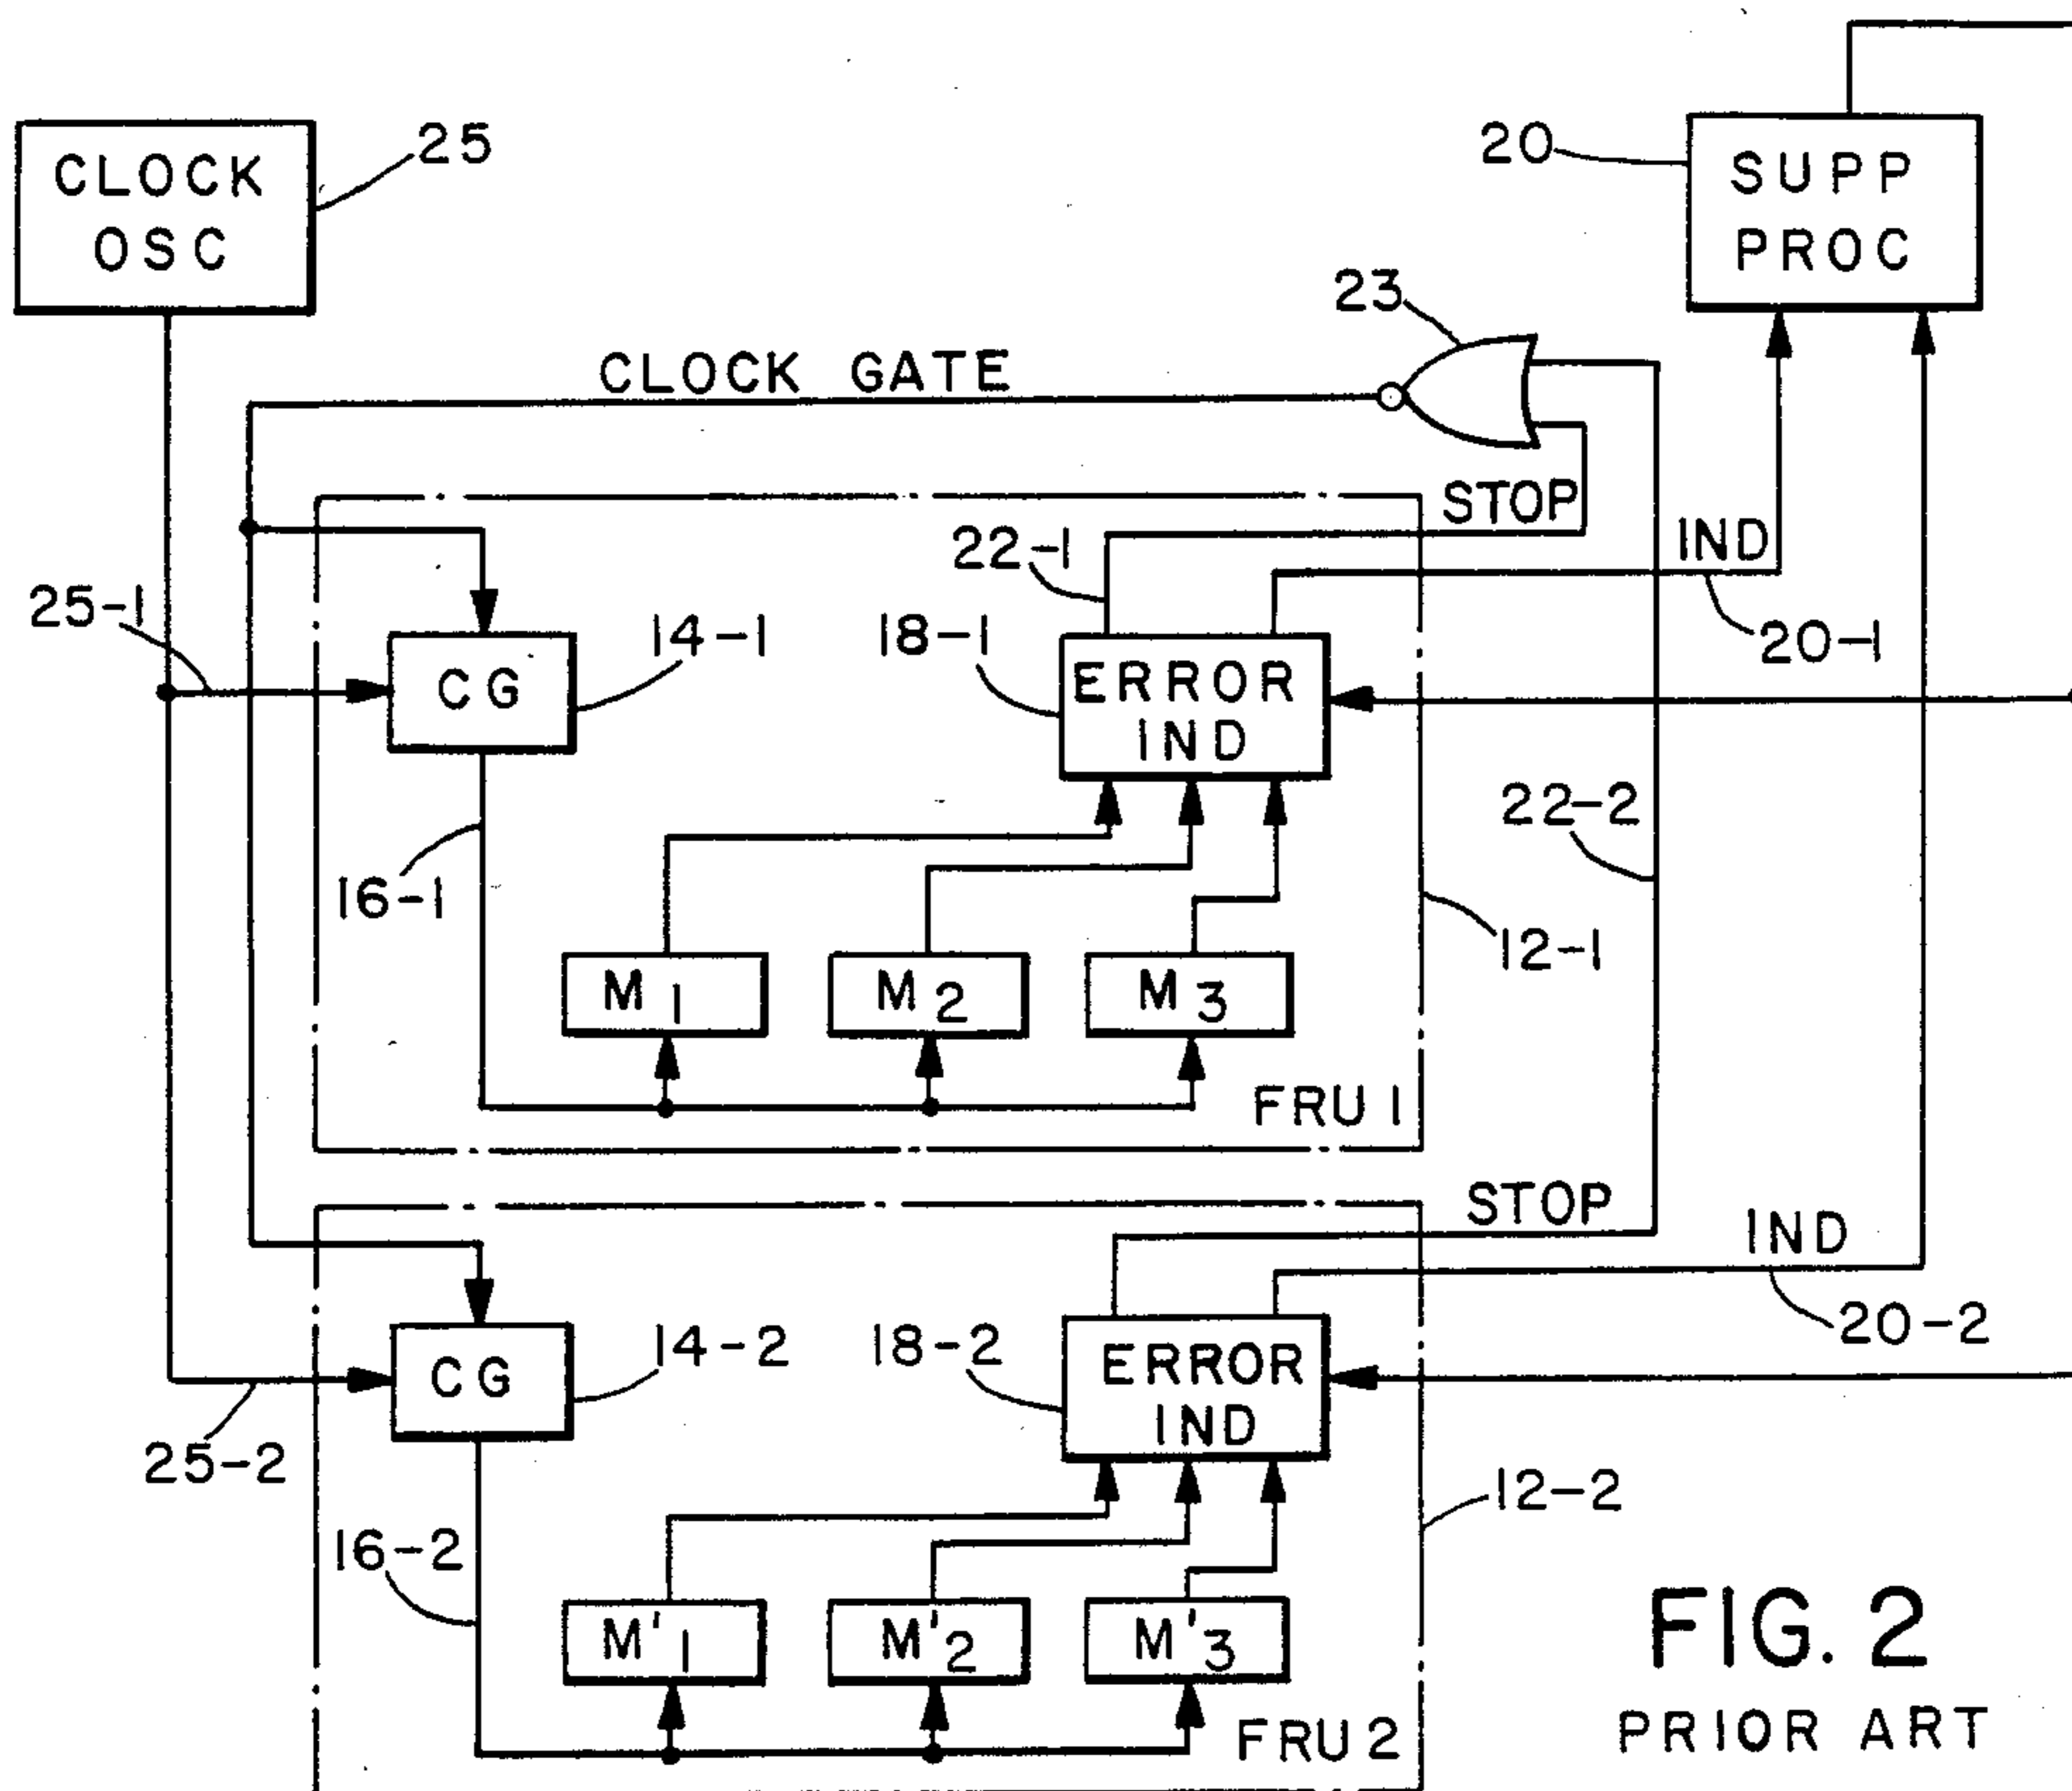 CLOCK
OSC
25
20
SUPP
PROC
23
CLOCK GATE
STOP
22-1
IND
25-1
14-1
18-1
20-1
CG
ERROR
IND
22-2
16-1
12-1
M1
M2
M3
FRU 1
STOP
IND
14-2
18-2
20-2
CG
ERROR
IND
25-2
12-2
16-2
M'1
M'2
M'3
FRU 2
FIG. 2
PRIOR ART